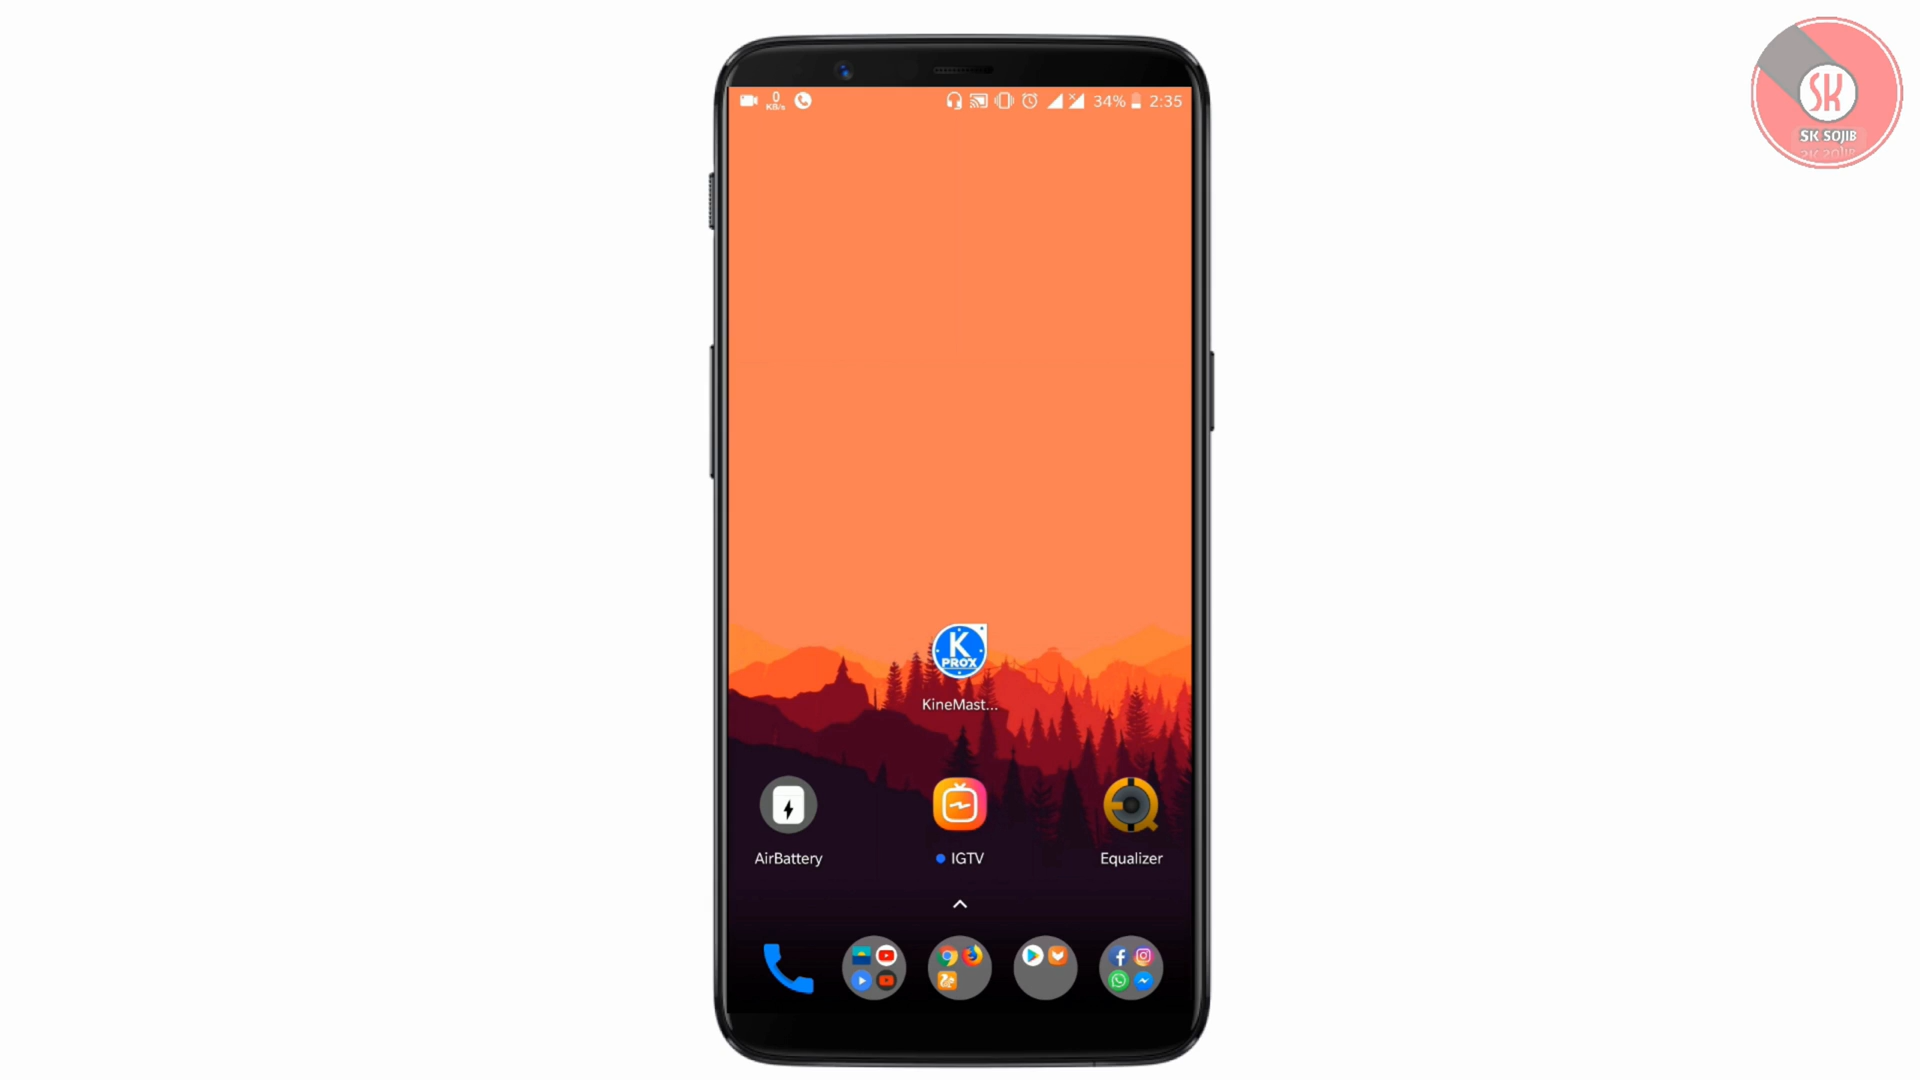 0
KB/s
34%
2:35
SK
SK SOJIB
K
PROX
KineMast...
AirBattery
IGTV
Equalizer